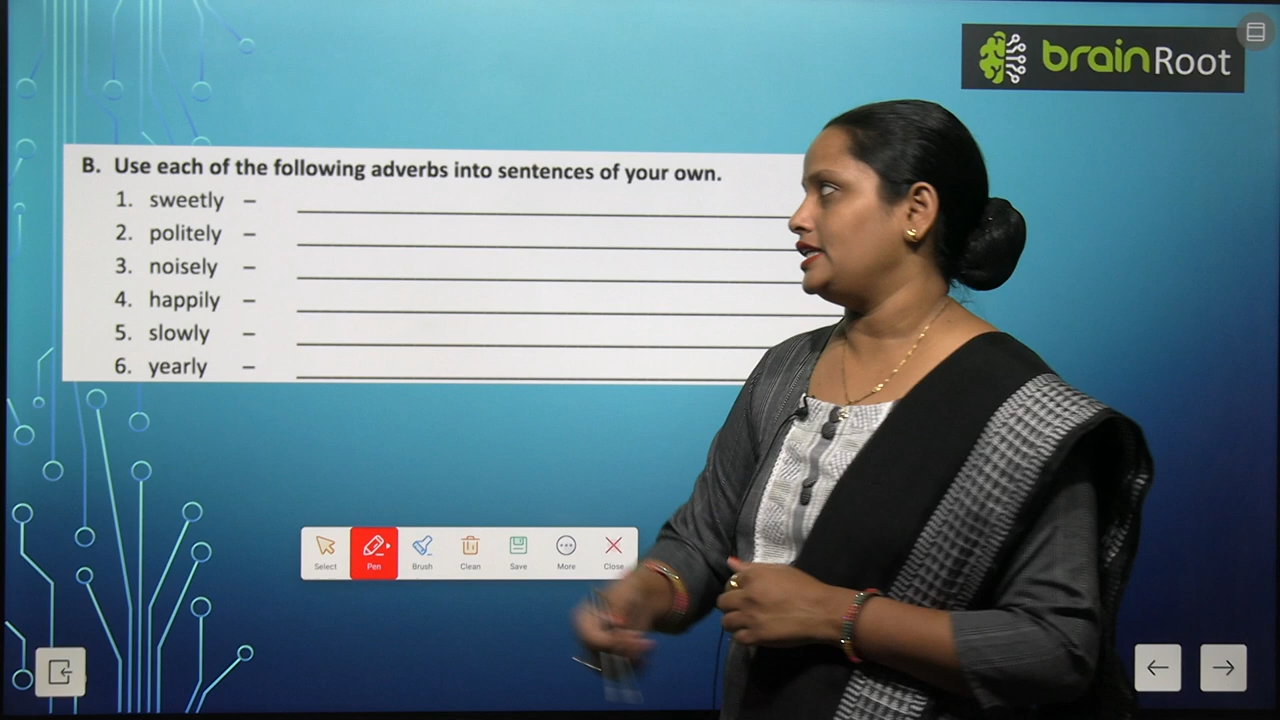 brainRoot
B. Use each of the following adverbs into sentences of your own.
1. sweetly –
2. politely –
3. noisely –
4. happily –
5. slowly –
6. yearly –
Select Pen Brush Clean Save More Close